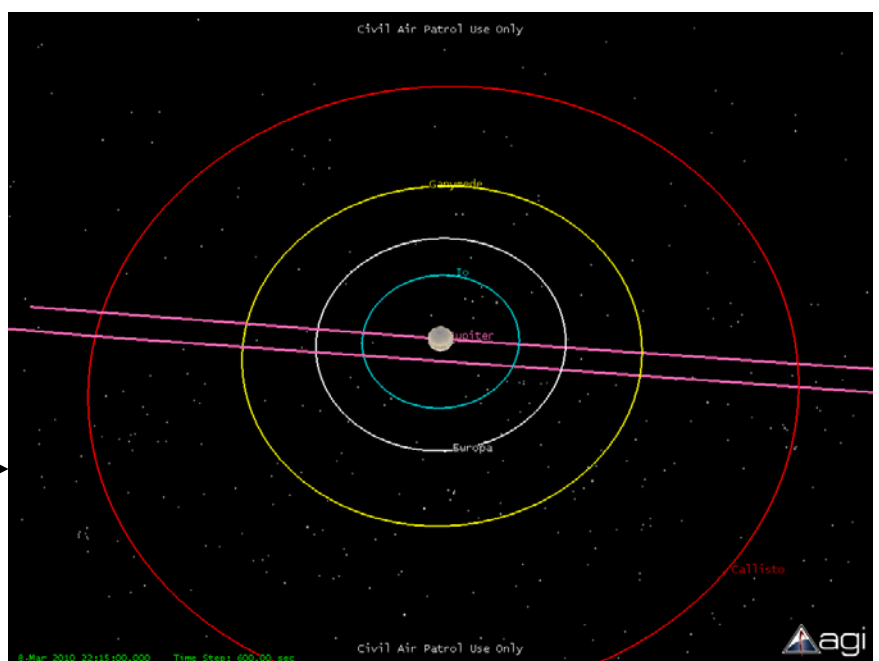 Civil Air Patrol Use Only
Ganymede
Io
Jupiter
Europa
Callisto
agi
8 Mar 2010 22:15:00.000 Time Step: 600.00 sec
Civil Air Patrol Use Only